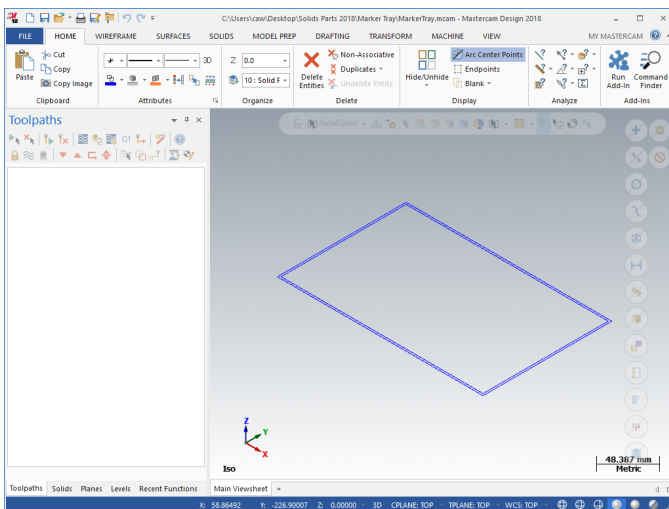 C:\Users\caw\Desktop\Solids Parts 2018\Marker Tray\MarkerTray.mcam - Mastercam Design 2018
FILE HOME WIREFRAME SURFACES SOLIDS MODEL PREP DRAFTING TRANSFORM MACHINE VIEW MY MASTERCAM
Paste
Cut
Copy
Copy Image
3D
Z 0.0
10 : Solid F
Delete Entities
Non-Associative
Duplicates
Undelete Entity
Hide/Unhide
Arc Center Points
Endpoints
Blank
Run Add-In
Command Finder
Clipboard Attributes Organize Delete Display Analyze Add-Ins
Toolpaths
G1
AutoCursor
Z
Y
X
Iso
48.387 mm
Metric
Toolpaths Solids Planes Levels Recent Functions
Main Viewsheet +
X: 58.86492 Y: -226.90007 Z: 0.00000 3D CPLANE: TOP TPLANE: TOP WCS: TOP